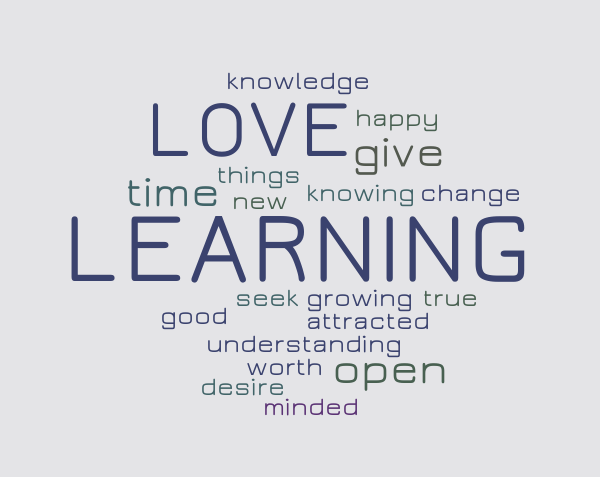 knowledge
LOVE happy
give
things
time new knowing change
LEARNING
seek growing true
good attracted
understanding
worth open
desire
minded